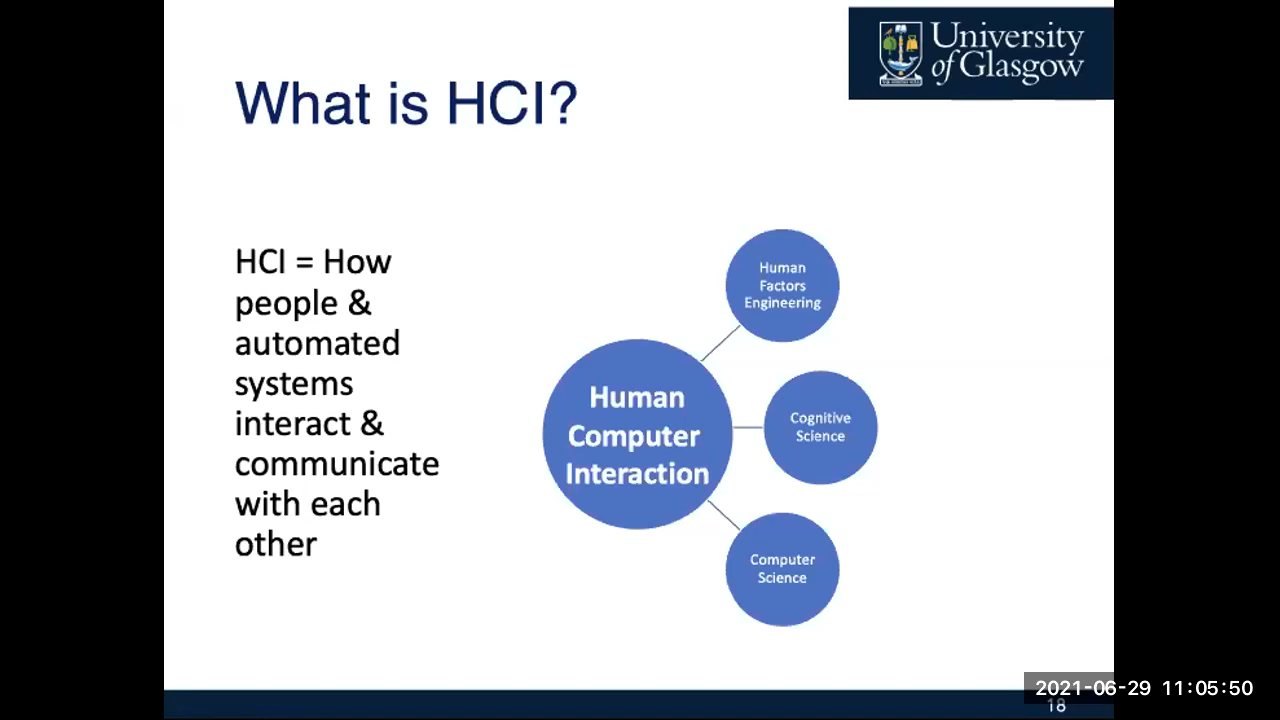 University
of Glasgow
What is HCI?
HCI = How
people &
automated
systems
interact &
communicate
with each
other
Human
Computer
Interaction
Human
Factors
Engineering
Cognitive
Science
Computer
Science
2021-06-29 11:05:50
18